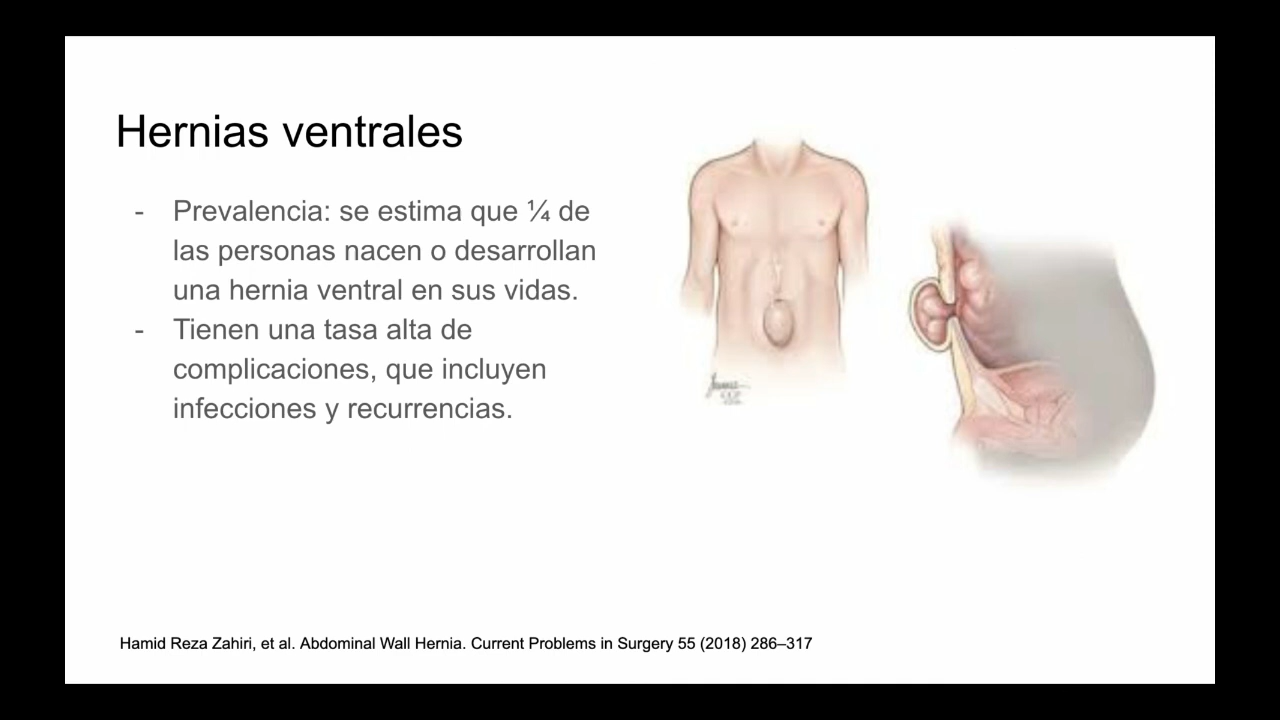 Hernias ventrales
- Prevalencia: se estima que ¼ de
las personas nacen o desarrollan
una hernia ventral en sus vidas.
- Tienen una tasa alta de
complicaciones, que incluyen
infecciones y recurrencias.
Hamid Reza Zahiri, et al. Abdominal Wall Hernia. Current Problems in Surgery 55 (2018) 286–317